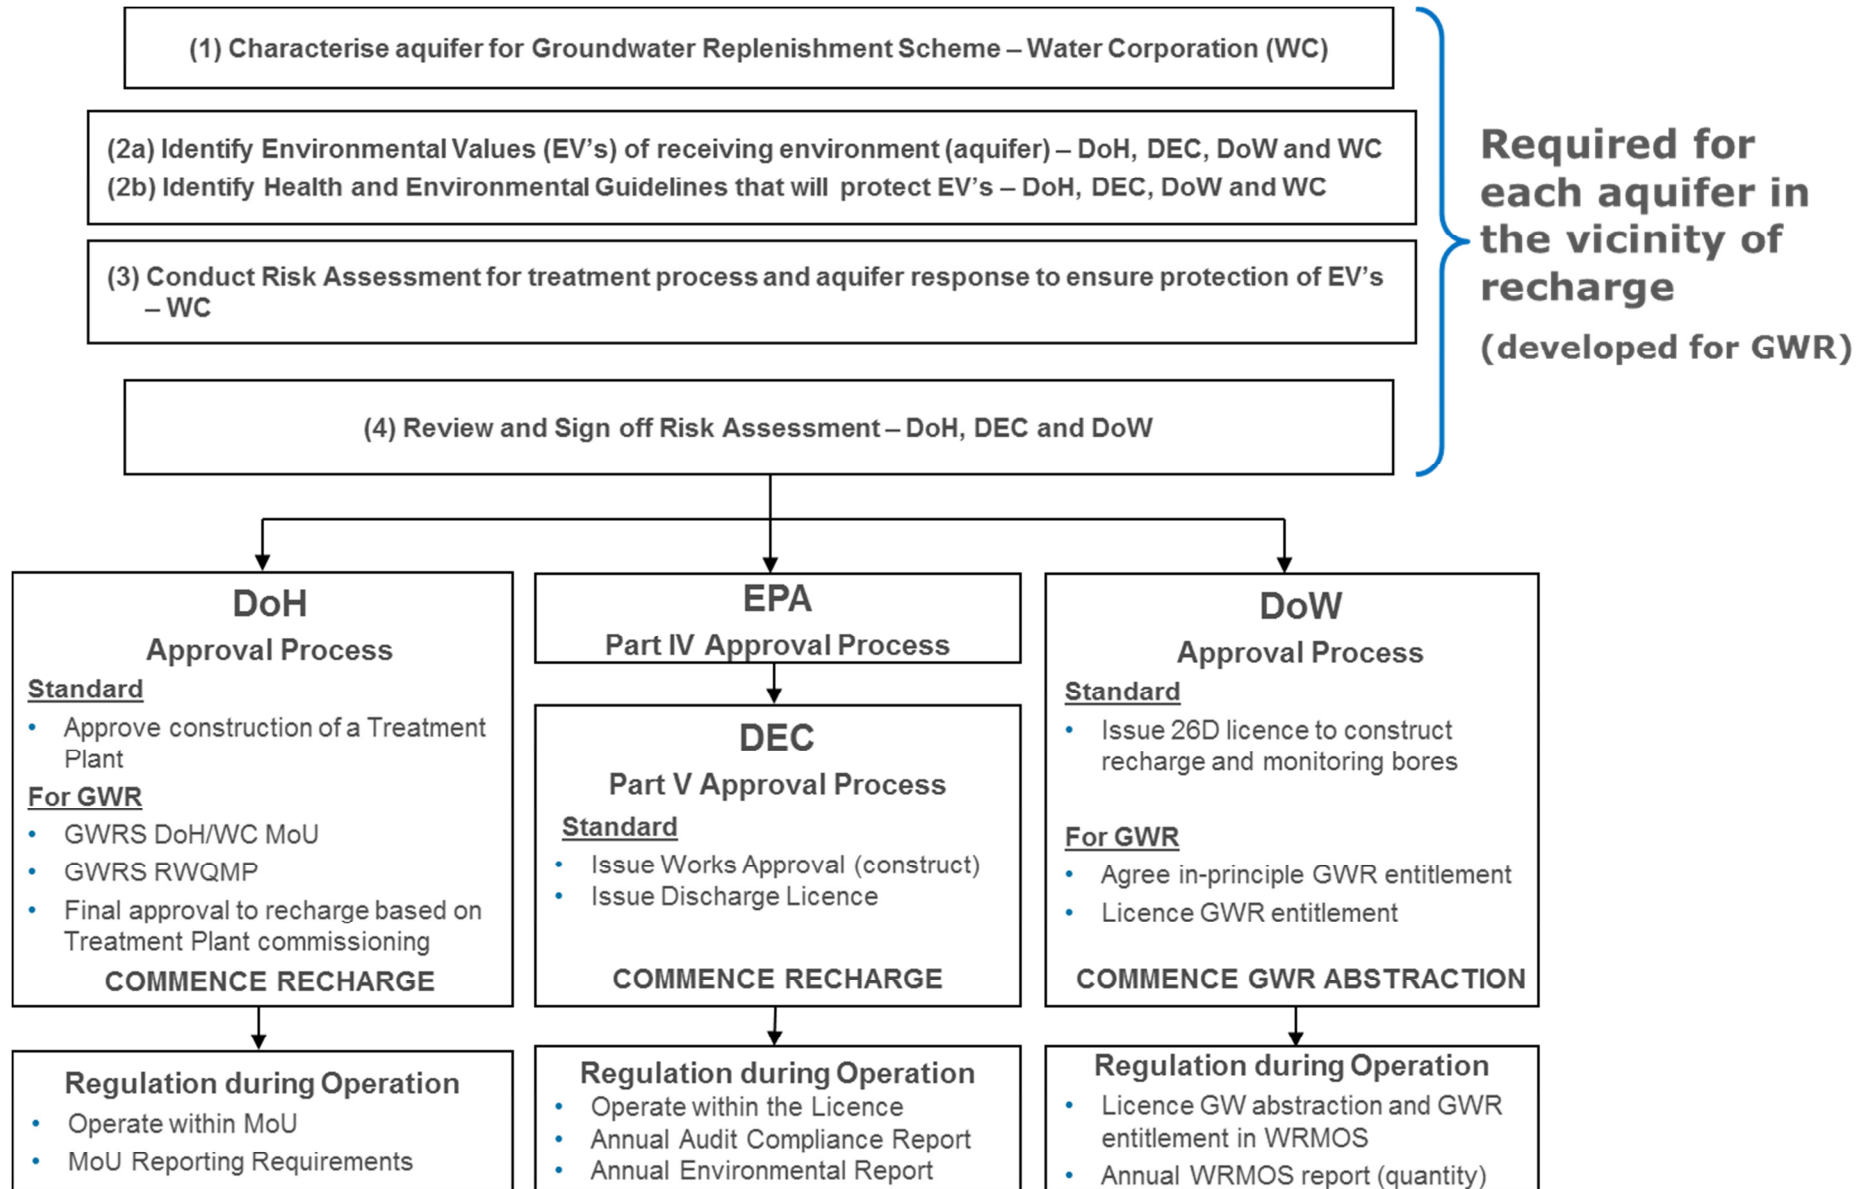 (1) Characterise aquifer for Groundwater Replenishment Scheme – Water Corporation (WC)
(2a) Identify Environmental Values (EV's) of receiving environment (aquifer) – DoH, DEC, DoW and WC
(2b) Identify Health and Environmental Guidelines that will protect EV's – DoH, DEC, DoW and WC
(3) Conduct Risk Assessment for treatment process and aquifer response to ensure protection of EV's
– WC
(4) Review and Sign off Risk Assessment – DoH, DEC and DoW
Required for
each aquifer in
the vicinity of
recharge
(developed for GWR)
DoH
Approval Process
Standard
• Approve construction of a Treatment
Plant
For GWR
• GWRS DoH/WC MoU
• GWRS RWQMP
• Final approval to recharge based on
Treatment Plant commissioning
COMMENCE RECHARGE
EPA
Part IV Approval Process
DEC
Part V Approval Process
Standard
• Issue Works Approval (construct)
• Issue Discharge Licence
COMMENCE RECHARGE
DoW
Approval Process
Standard
• Issue 26D licence to construct
recharge and monitoring bores
For GWR
• Agree in-principle GWR entitlement
• Licence GWR entitlement
COMMENCE GWR ABSTRACTION
Regulation during Operation
• Operate within MoU
• MoU Reporting Requirements
Regulation during Operation
• Operate within the Licence
• Annual Audit Compliance Report
• Annual Environmental Report
Regulation during Operation
• Licence GW abstraction and GWR
entitlement in WRMOS
• Annual WRMOS report (quantity)